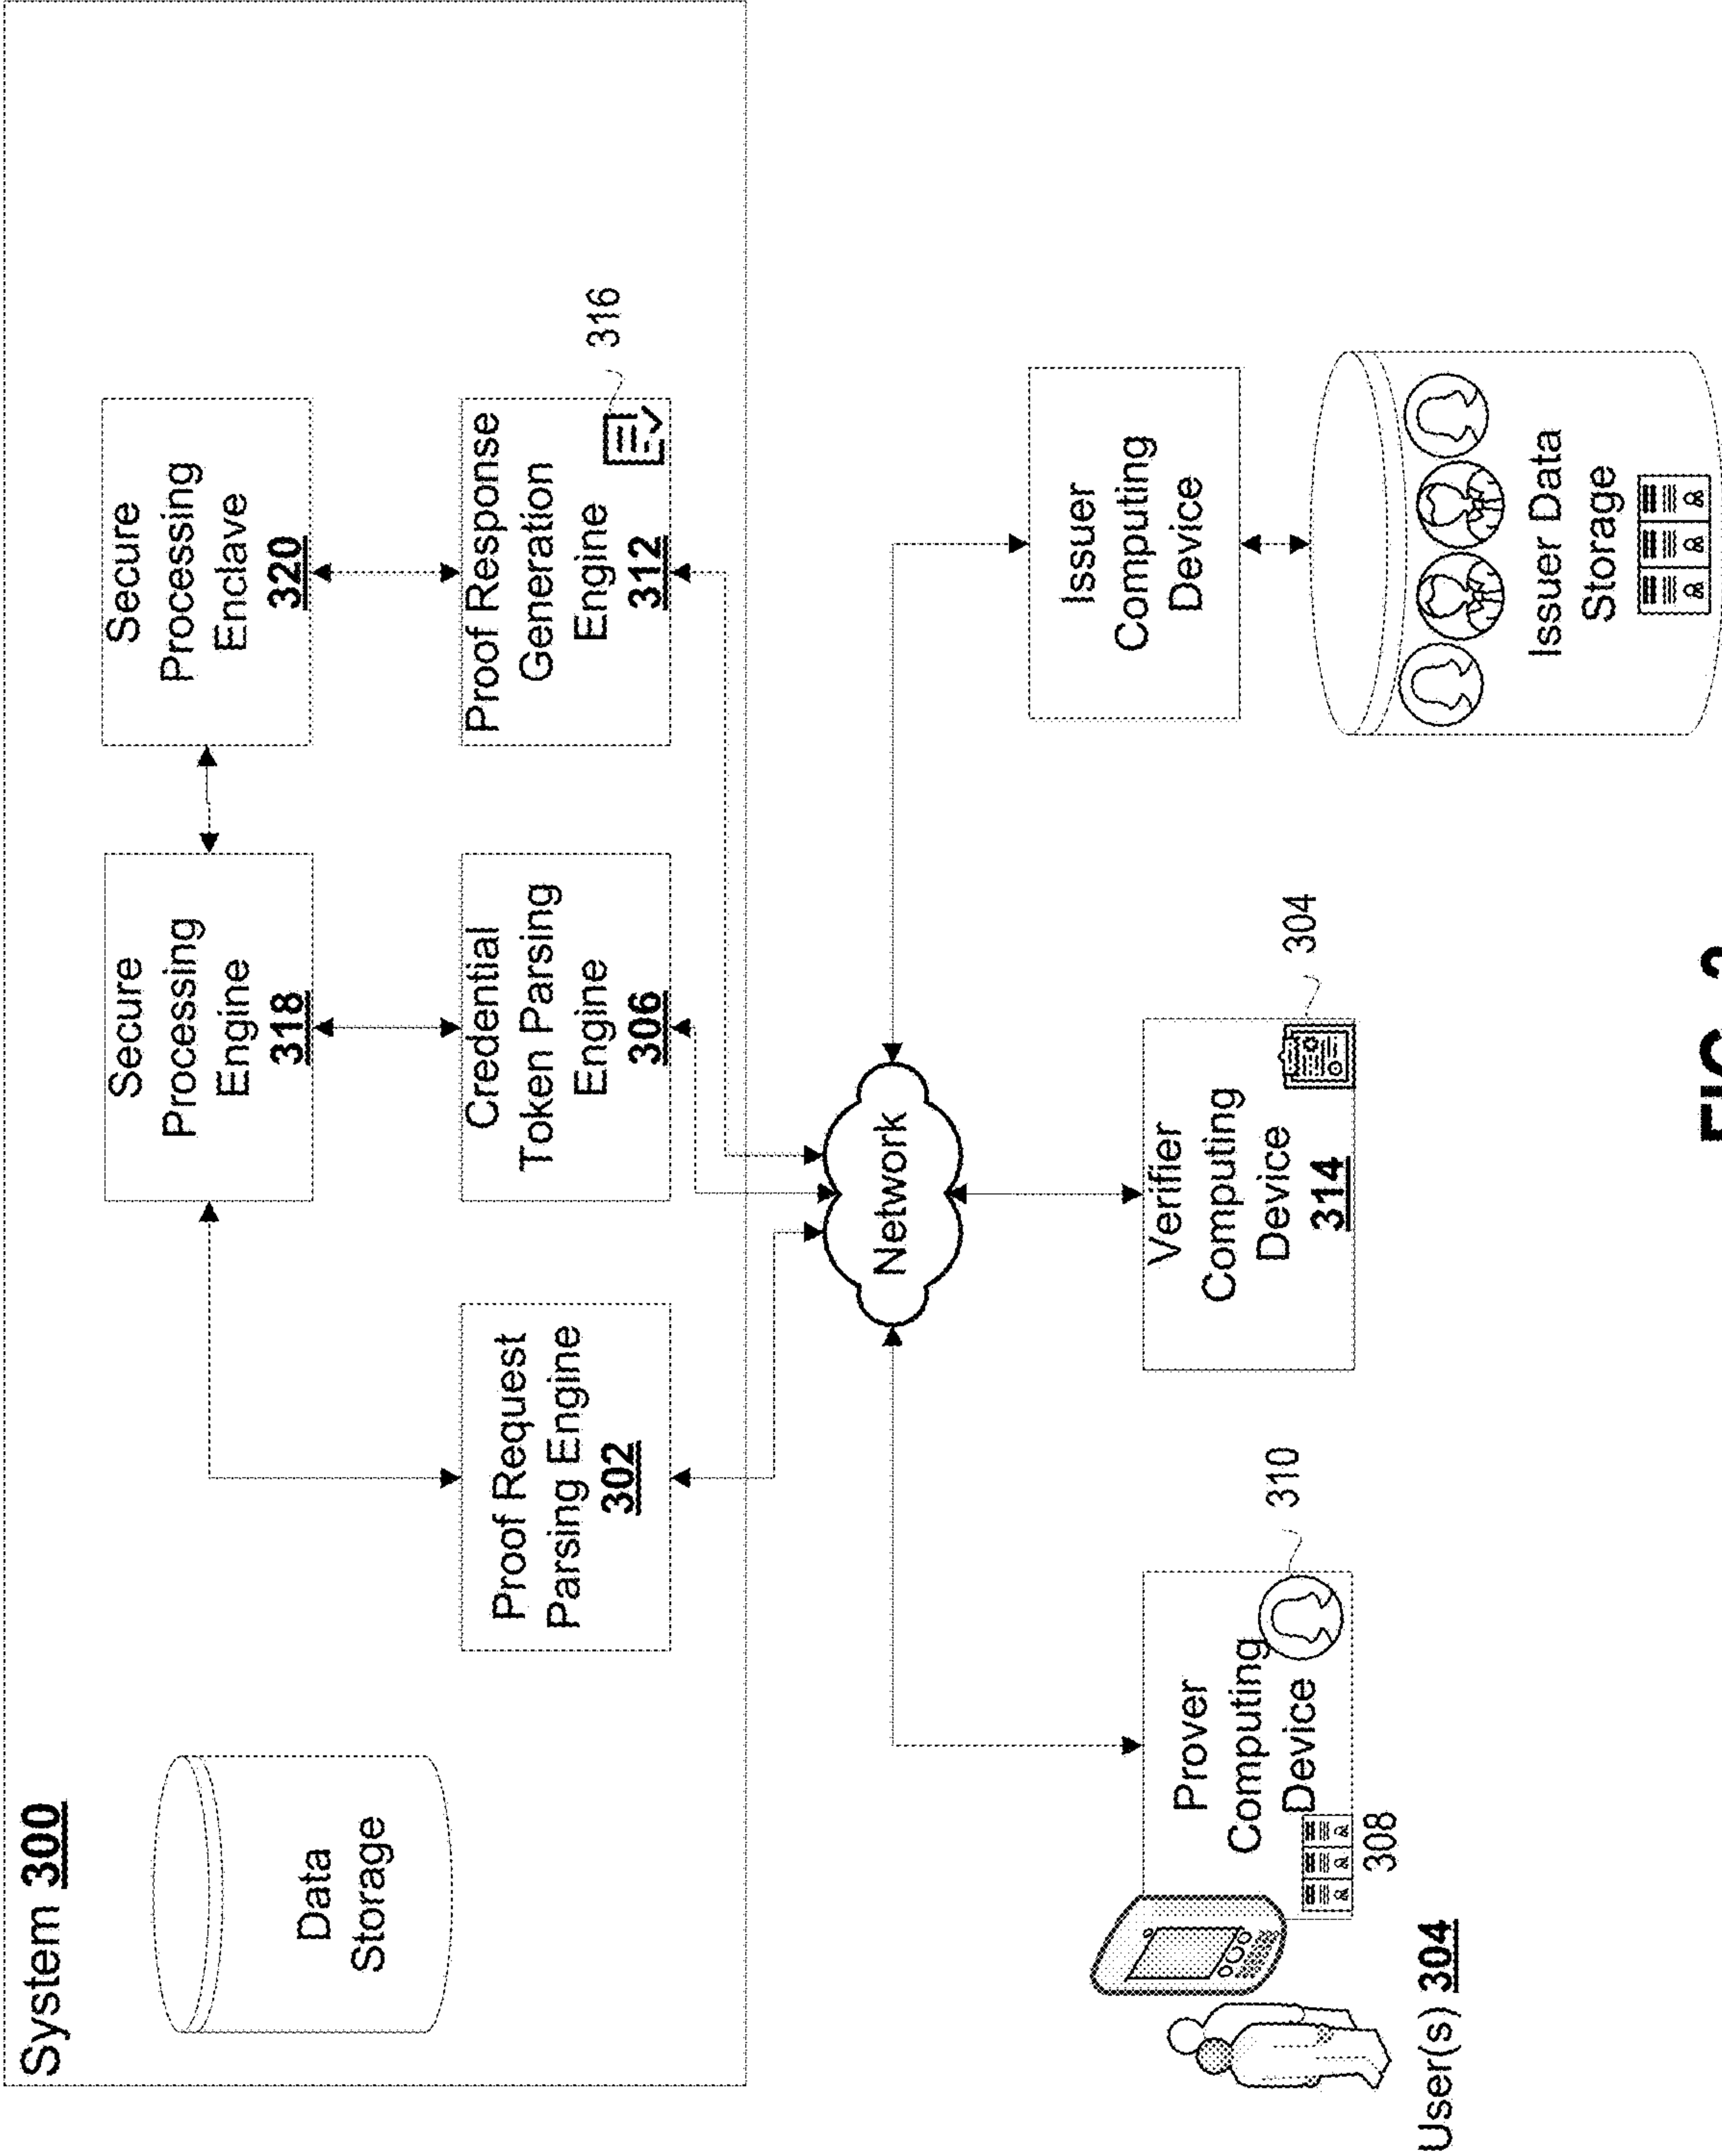 System 300
Data
Storage
Secure
Processing
Engine
318
Secure
Processing
Enclave
320
Proof Request
Parsing Engine
302
Credential
Token Parsing
Engine
306
Proof Response
Generation
Engine
312
316
Network
Prover
Computing
Device
308
310
User(s) 304
Verifier
Computing
Device
314
304
Issuer
Computing
Device
Issuer Data
Storage